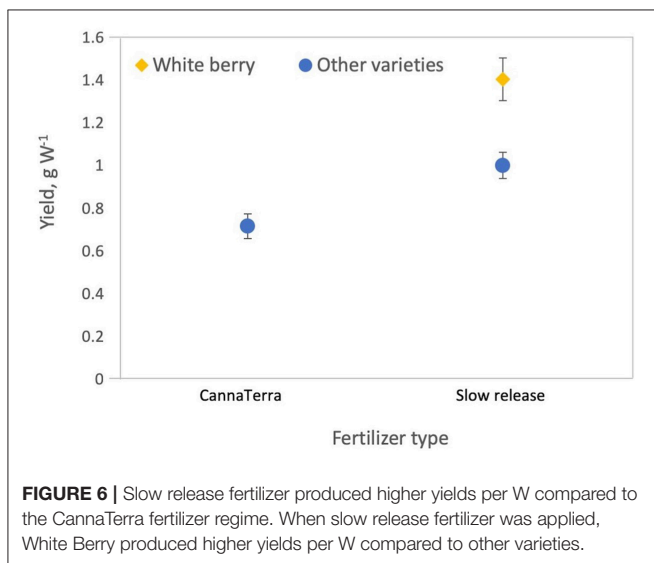 1.6
White berry
Other varieties
1.4
1.2
1
0.8
0.6
0.4
0.2
0
Yield, g W⁻¹
CannaTerra
Slow release
Fertilizer type
FIGURE 6 | Slow release fertilizer produced higher yields per W compared to
the CannaTerra fertilizer regime. When slow release fertilizer was applied,
White Berry produced higher yields per W compared to other varieties.